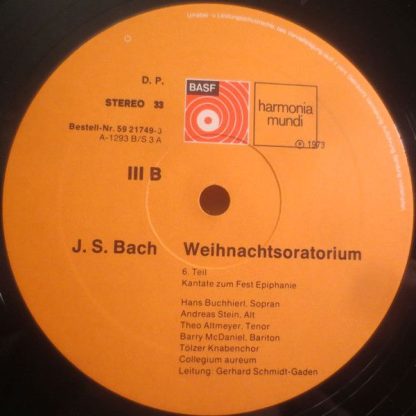 Urheber- u. Leistungsschutzrechte
D. P.
STEREO 33
BASF
harmonia
mundi
Bestell-Nr. 59 21749-3
A-1293 B/S 3 A
℗ 1973
III B
J. S. Bach Weihnachtsoratorium
6. Teil
Kantate zum Fest Epiphanie
Hans Buchhierl, Sopran
Andreas Stein, Alt
Theo Altmeyer, Tenor
Barry McDaniel, Bariton
Tölzer Knabenchor
Collegium aureum
Leitung: Gerhard Schmidt-Gaden